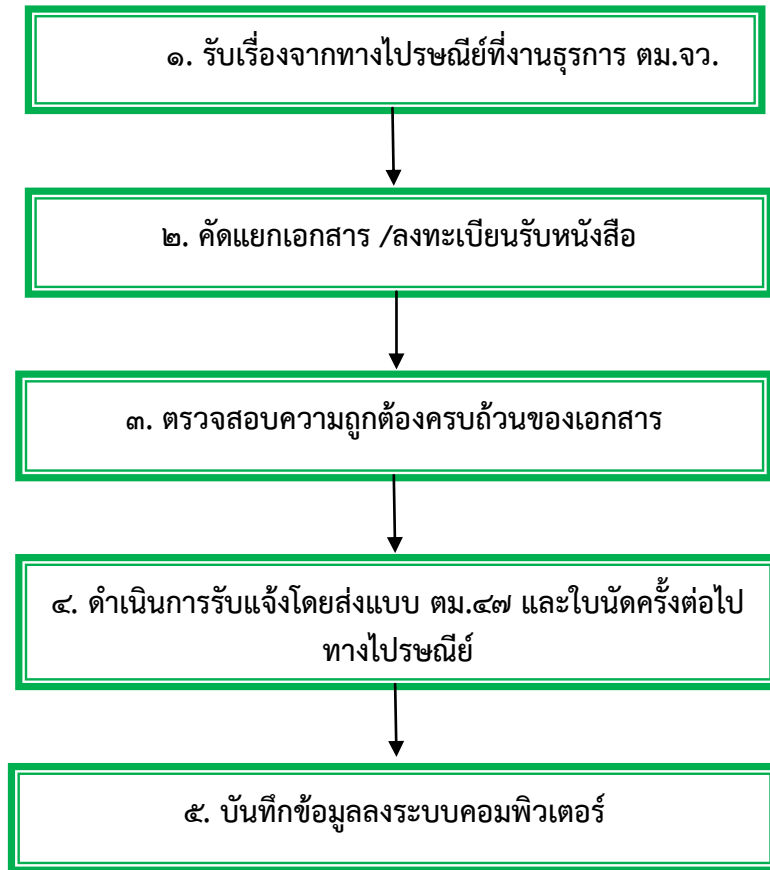 ๑. รับเรื่องจากทางไปรษณีย์ที่งานธุรการ ตม.จว.
๒. คัดแยกเอกสาร /ลงทะเบียนรับหนังสือ
๓. ตรวจสอบความถูกต้องครบถ้วนของเอกสาร
๔. ดำเนินการรับแจ้งโดยส่งแบบ ตม.๔๗ และใบนัดครั้งต่อไป
ทางไปรษณีย์
๕. บันทึกข้อมูลลงระบบคอมพิวเตอร์